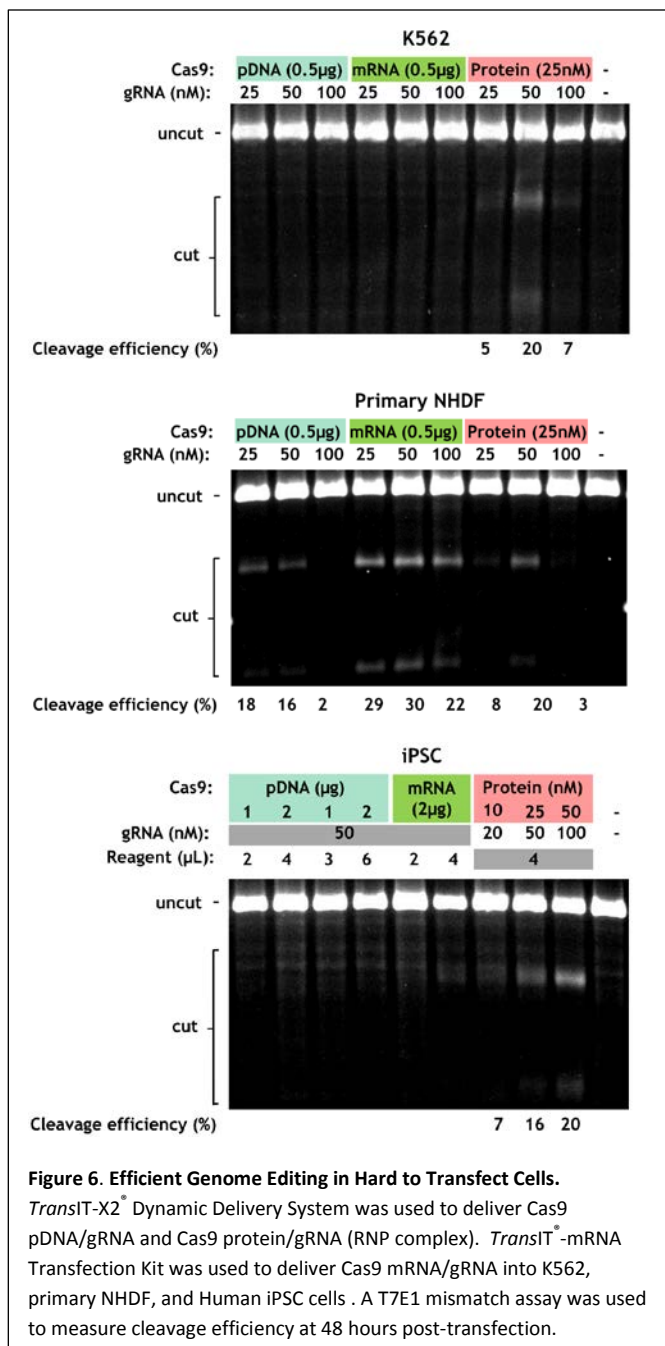 K562
Cas9: pDNA (0.5µg) mRNA (0.5µg) Protein (25nM) -
gRNA (nM): 25 50 100 25 50 100 25 50 100 -
uncut -
cut
Cleavage efficiency (%) 5 20 7
Primary NHDF
Cas9: pDNA (0.5µg) mRNA (0.5µg) Protein (25nM) -
gRNA (nM): 25 50 100 25 50 100 25 50 100 -
uncut -
cut
Cleavage efficiency (%) 18 16 2 29 30 22 8 20 3
iPSC
Cas9: pDNA (µg) mRNA (2µg) Protein (nM)
1 2 1 2 10 25 50 -
gRNA (nM): 50 20 50 100 -
Reagent (µL): 2 4 3 6 2 4 4
uncut -
cut
Cleavage efficiency (%) 7 16 20
Figure 6. Efficient Genome Editing in Hard to Transfect Cells.
TransIT-X2® Dynamic Delivery System was used to deliver Cas9
pDNA/gRNA and Cas9 protein/gRNA (RNP complex). TransIT®-mRNA
Transfection Kit was used to deliver Cas9 mRNA/gRNA into K562,
primary NHDF, and Human iPSC cells . A T7E1 mismatch assay was used
to measure cleavage efficiency at 48 hours post-transfection.